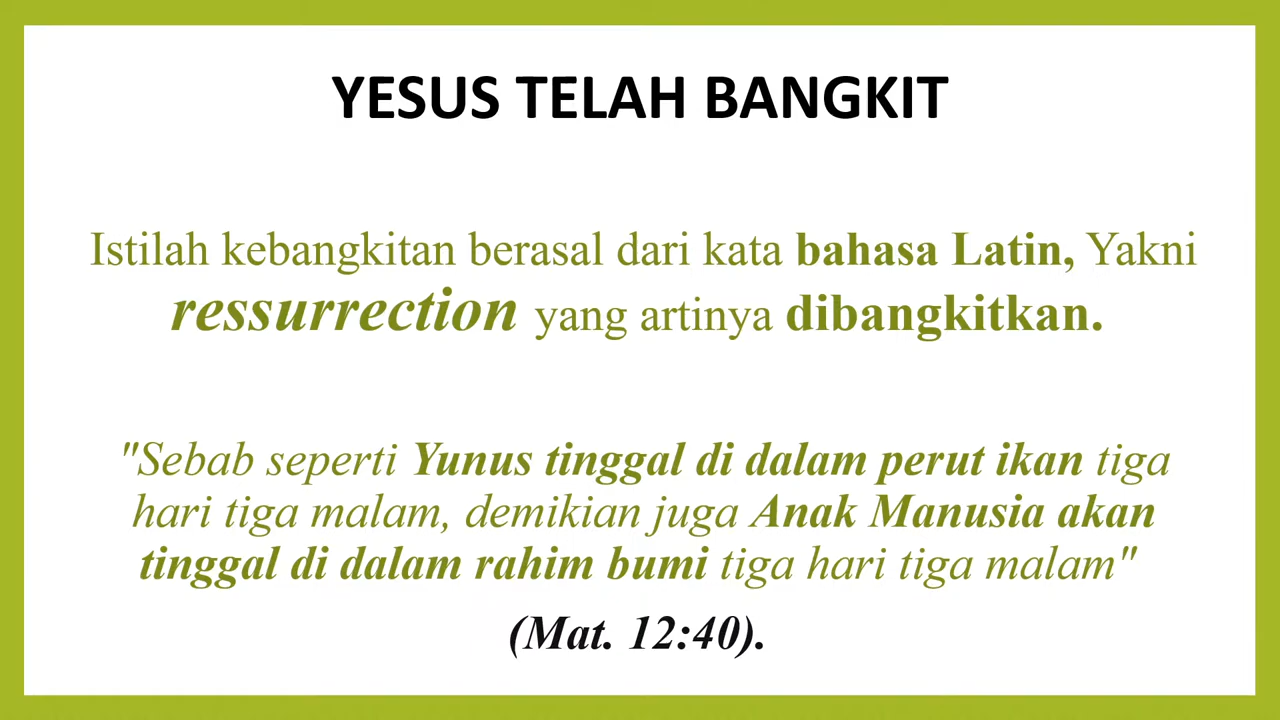 YESUS TELAH BANGKIT
Istilah kebangkitan berasal dari kata bahasa Latin, Yakni
ressurrection yang artinya dibangkitkan.
"Sebab seperti Yunus tinggal di dalam perut ikan tiga
hari tiga malam, demikian juga Anak Manusia akan
tinggal di dalam rahim bumi tiga hari tiga malam"
(Mat. 12:40).